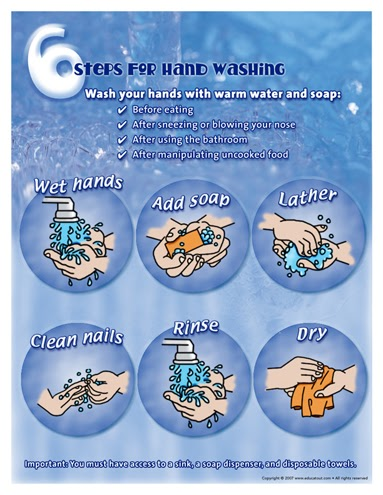 6 STEPS FOR HAND WASHING
Wash your hands with warm water and soap:
✔ Before eating
✔ After sneezing or blowing your nose
✔ After using the bathroom
✔ After manipulating uncooked food
Wet hands
Add soap
Lather
Clean nails
Rinse
Dry
Important: You must have access to a sink, a soap dispenser, and disposable towels.